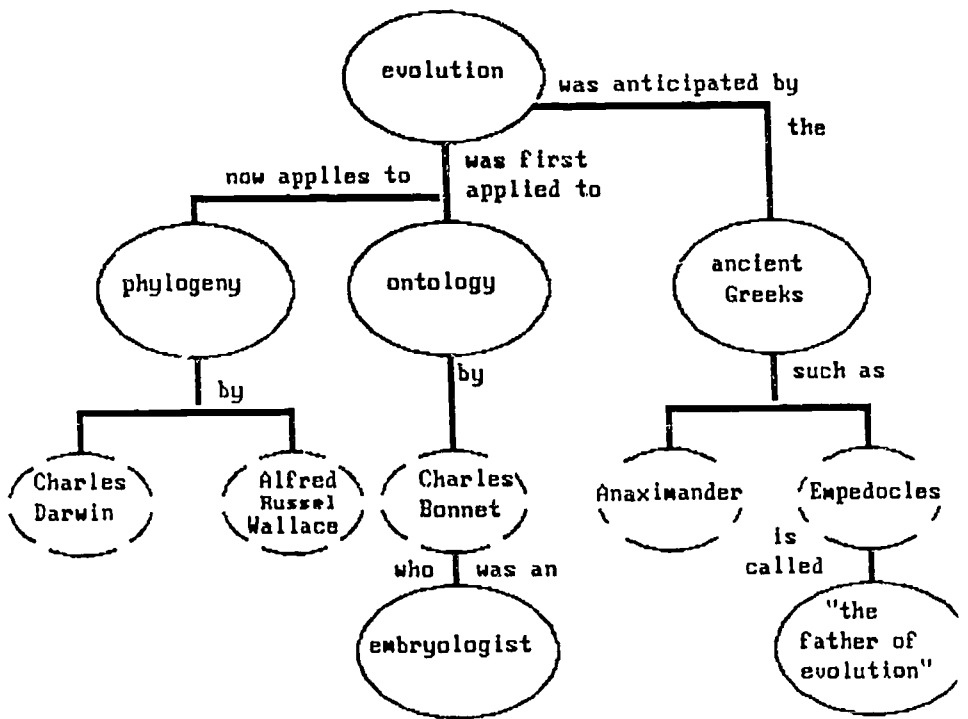 evolution
was anticipated by
the
was first
applied to
now applies to
phylogeny
ontology
ancient
Greeks
by
by
such as
Charles
Darwin
Alfred
Russel
Wallace
Charles
Bonnet
Anaximander
Empedocles
who was an
is
called
embryologist
"the
father of
evolution"